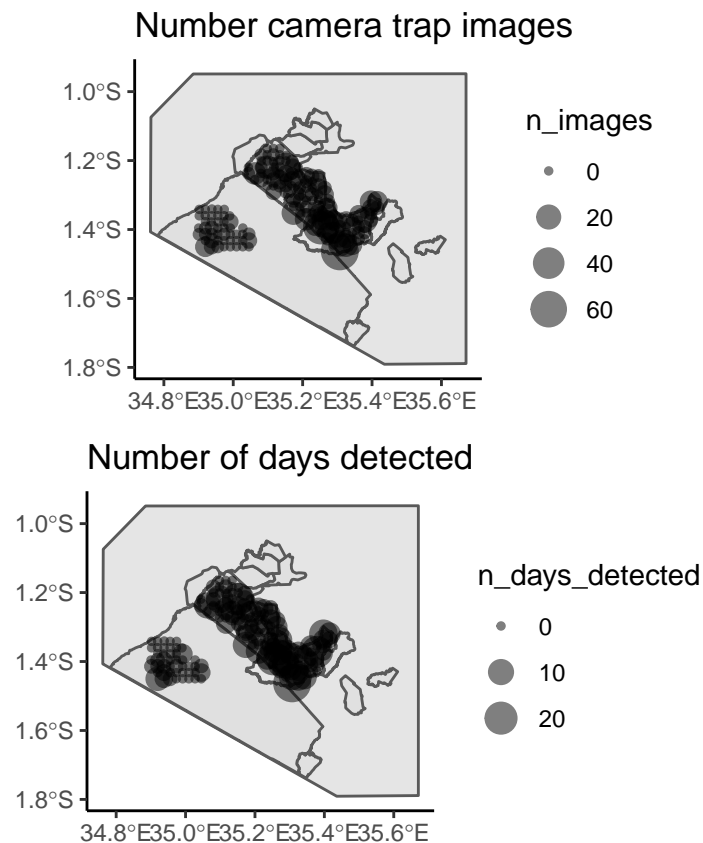 Number camera trap images
1.0°S
1.2°S
1.4°S
1.6°S
1.8°S
34.8°E35.0°E35.2°E35.4°E35.6°E
n_images
0
20
40
60
Number of days detected
1.0°S
1.2°S
1.4°S
1.6°S
1.8°S
34.8°E35.0°E35.2°E35.4°E35.6°E
n_days_detected
0
10
20